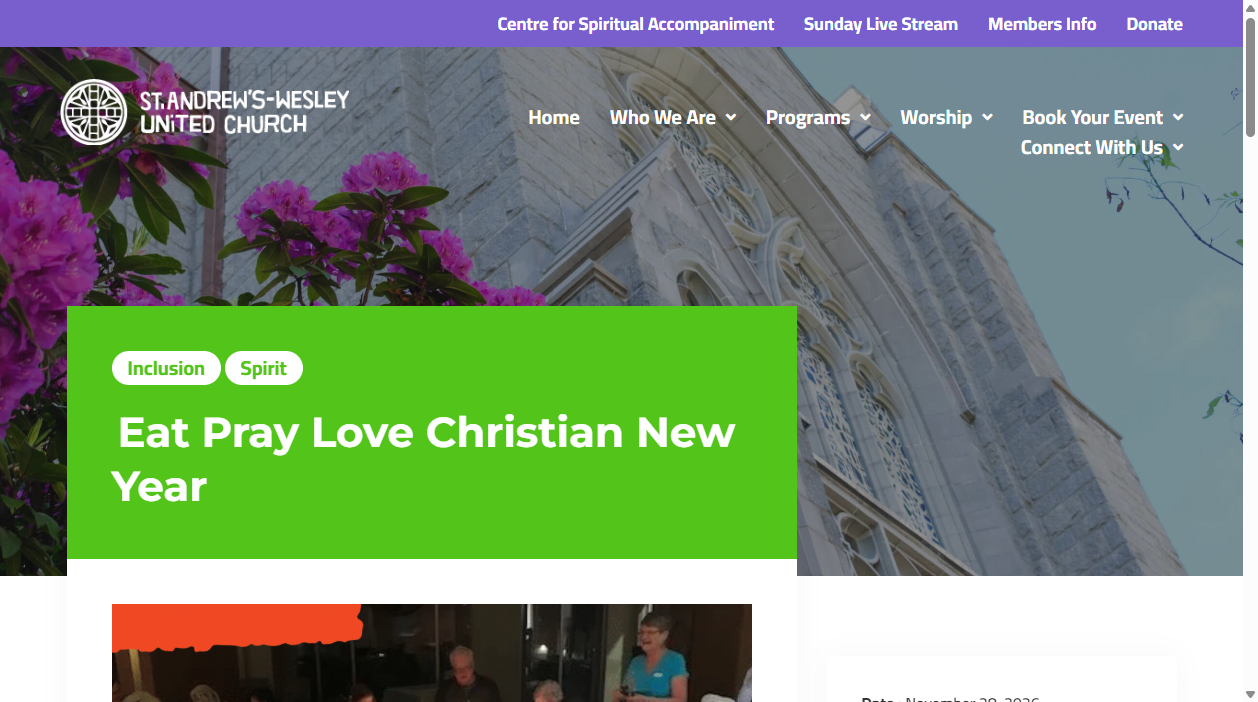 Centre for Spiritual Accompaniment Sunday Live Stream Members Info Donate
ST. ANDREW'S-WESLEY
UNITED CHURCH
Home Who We Are Programs Worship Book Your Event
Connect With Us
Inclusion Spirit
Eat Pray Love Christian New
Year